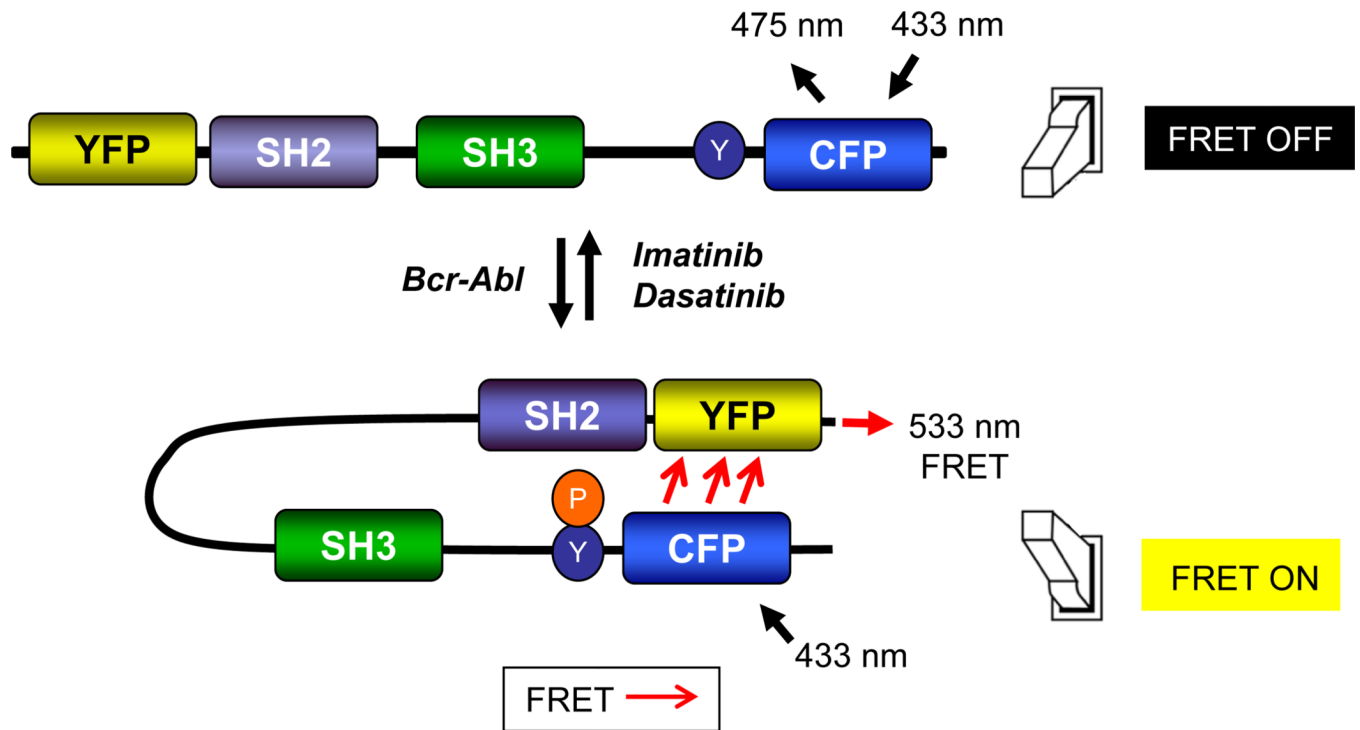 475 nm
433 nm
YFP
SH2
SH3
Y
CFP
FRET OFF
Bcr-Abl
Imatinib
Dasatinib
SH2
YFP
533 nm
FRET
P
SH3
Y
CFP
FRET ON
433 nm
FRET